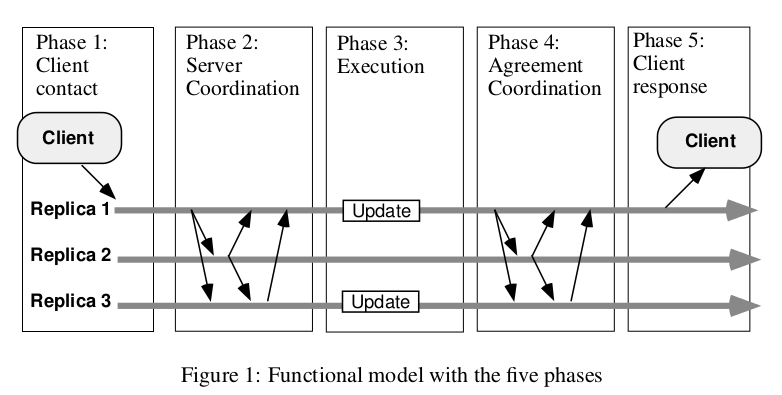 Phase 1:
Client
contact
Phase 2:
Server
Coordination
Phase 3:
Execution
Phase 4:
Agreement
Coordination
Phase 5:
Client
response
Client
Client
Replica 1
Update
Replica 2
Replica 3
Update
Figure 1: Functional model with the five phases